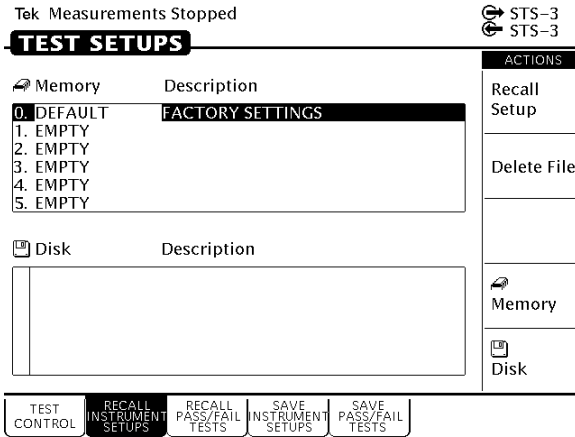 Tek Measurements Stopped
STS-3
STS-3
TEST SETUPS
ACTIONS
Memory Description
0. DEFAULT FACTORY SETTINGS
1. EMPTY
2. EMPTY
3. EMPTY
4. EMPTY
5. EMPTY
Disk Description
Recall
Setup
Delete File
Memory
Disk
TEST
CONTROL
RECALL
INSTRUMENT
SETUPS
RECALL
PASS/FAIL
TESTS
SAVE
INSTRUMENT
SETUPS
SAVE
PASS/FAIL
TESTS